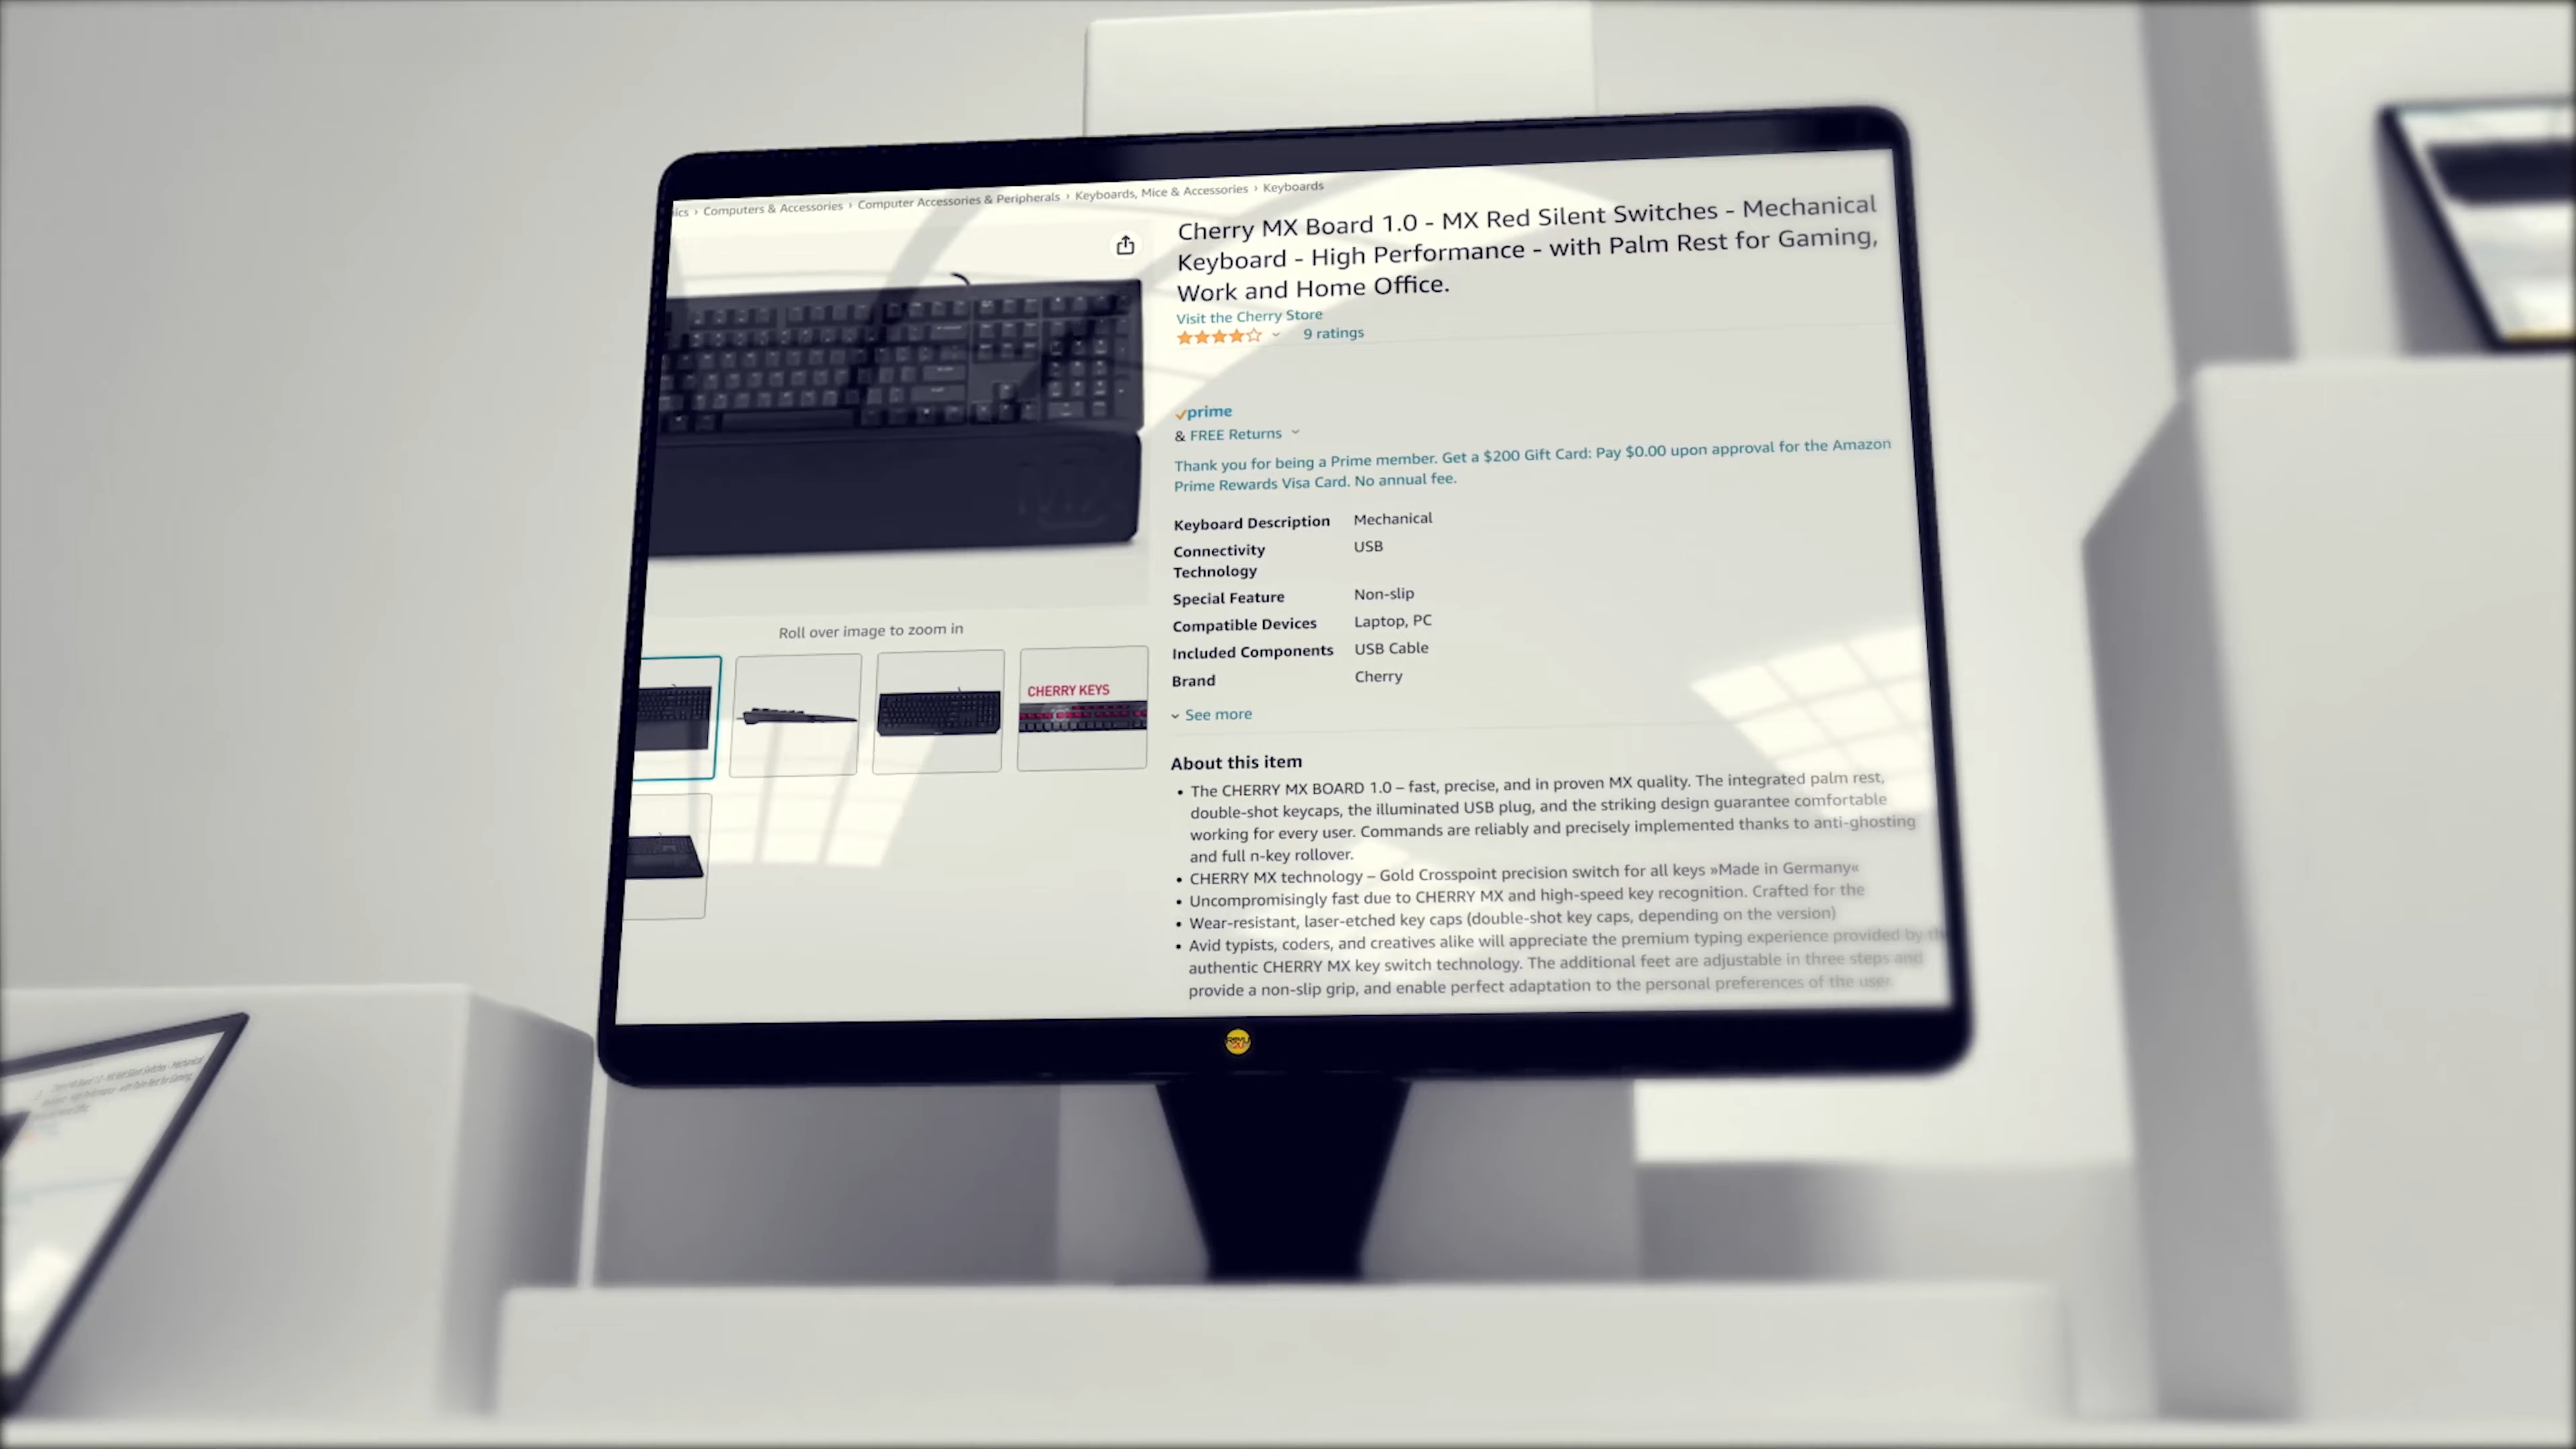 ics › Computers & Accessories › Computer Accessories & Peripherals › Keyboards, Mice & Accessories › Keyboards
Cherry MX Board 1.0 - MX Red Silent Switches - Mechanical
Keyboard - High Performance - with Palm Rest for Gaming,
Work and Home Office.
Visit the Cherry Store
9 ratings
prime
& FREE Returns
Thank you for being a Prime member. Get a $200 Gift Card: Pay $0.00 upon approval for the Amazon
Prime Rewards Visa Card. No annual fee.
Keyboard Description Mechanical
Connectivity USB
Technology
Special Feature Non-slip
Compatible Devices Laptop, PC
Included Components USB Cable
Brand Cherry
See more
MX
Roll over image to zoom in
CHERRY KEYS
About this item
• The CHERRY MX BOARD 1.0 – fast, precise, and in proven MX quality. The integrated palm rest,
double-shot keycaps, the illuminated USB plug, and the striking design guarantee comfortable
working for every user. Commands are reliably and precisely implemented thanks to anti-ghosting
and full n-key rollover.
• CHERRY MX technology – Gold Crosspoint precision switch for all keys »Made in Germany«
• Uncompromisingly fast due to CHERRY MX and high-speed key recognition. Crafted for the
• Wear-resistant, laser-etched key caps (double-shot key caps, depending on the version)
• Avid typists, coders, and creatives alike will appreciate the premium typing experience provided by
authentic CHERRY MX key switch technology. The additional feet are adjustable in three steps and
provide a non-slip grip, and enable perfect adaptation to the personal preferences of the user.